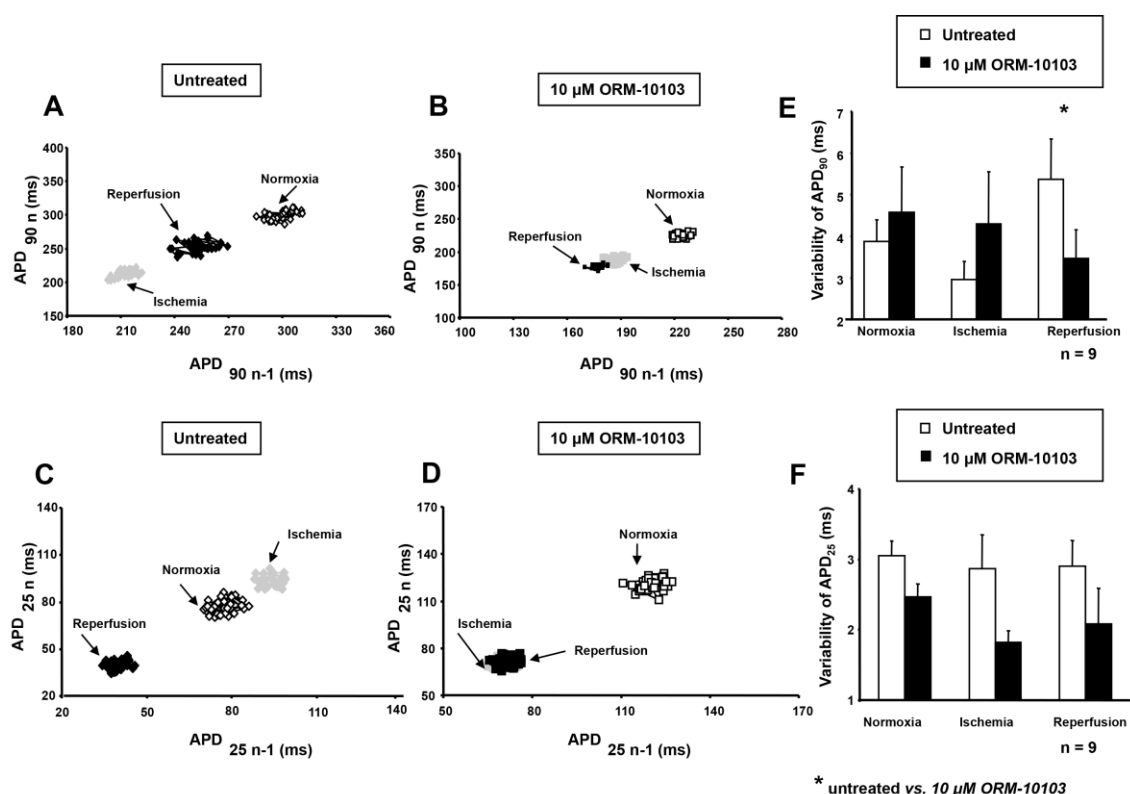 Untreated
10 µM ORM-10103
Untreated
10 µM ORM-10103
A
APD 90 n (ms)
400
350
300
250
200
150
Reperfusion
Normoxia
Ischemia
180
210
240
270
300
330
360
APD 90 n-1 (ms)
B
APD 90 n (ms)
350
300
250
200
150
100
Normoxia
Reperfusion
Ischemia
100
130
160
190
220
250
280
APD 90 n-1 (ms)
E
Variability of APD90 (ms)
7
6
5
4
3
2
*
Normoxia
Ischemia
Reperfusion
n = 9
Untreated
10 µM ORM-10103
Untreated
10 µM ORM-10103
C
APD 25 n (ms)
140
110
80
50
20
Ischemia
Normoxia
Reperfusion
20
50
80
110
140
APD 25 n-1 (ms)
D
APD 25 n (ms)
170
140
110
80
50
Normoxia
Ischemia
Reperfusion
50
80
110
140
170
APD 25 n-1 (ms)
F
Variability of APD25 (ms)
4
3
2
1
Normoxia
Ischemia
Reperfusion
n = 9
* untreated vs. 10 µM ORM-10103